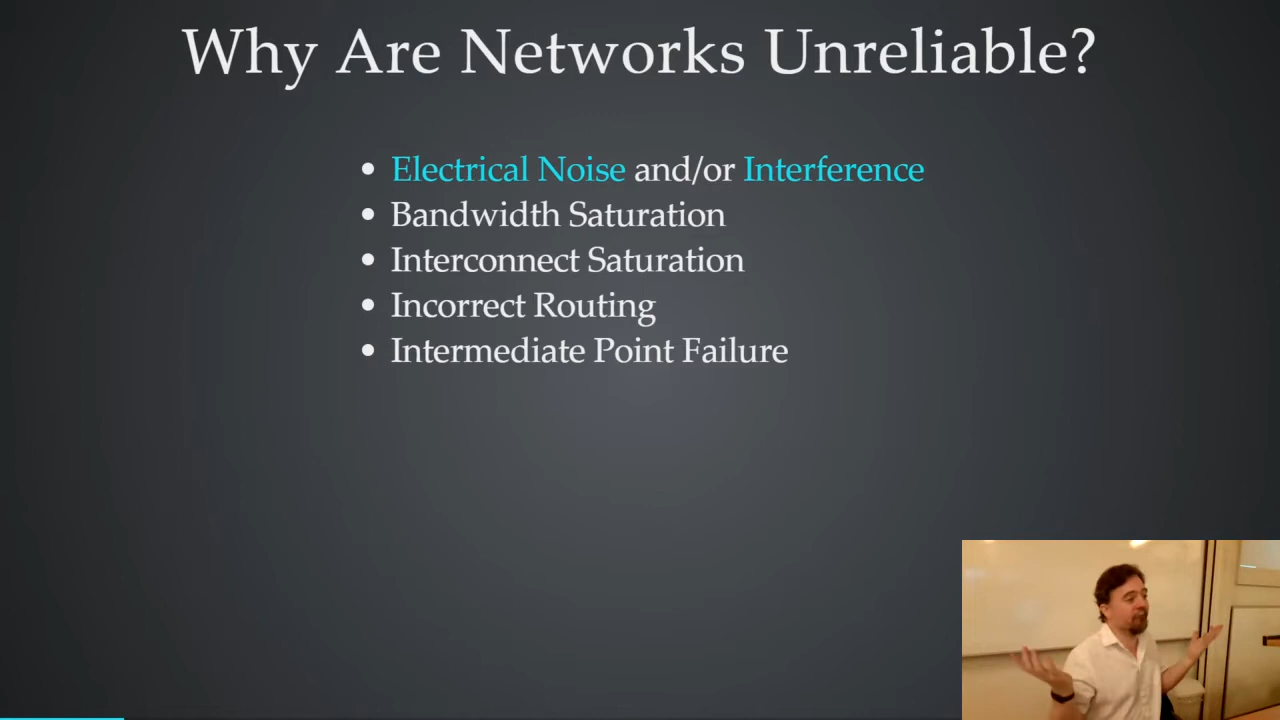 Why Are Networks Unreliable?
• Electrical Noise and/or Interference
• Bandwidth Saturation
• Interconnect Saturation
• Incorrect Routing
• Intermediate Point Failure